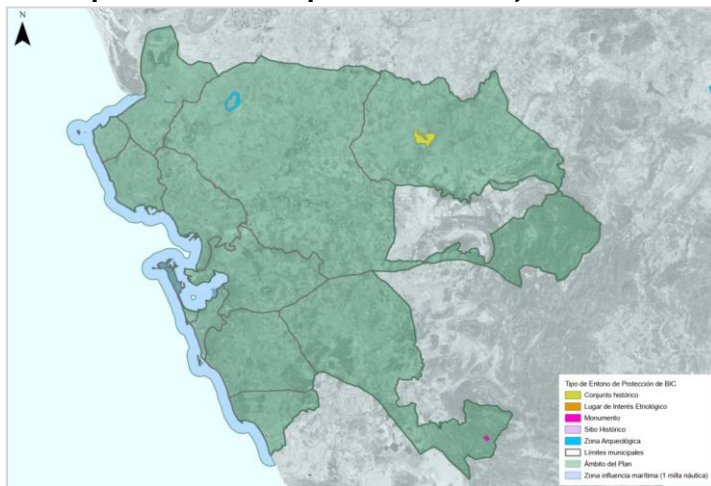 N
Tipo de Entono de Protección de BIC
Conjunto histórico
Lugar de Interés Etnológico
Monumento
Sitio Histórico
Zona Arqueológica
Límites municipales
Ámbito del Plan
Zona influencia marítima (1 milla náutica)